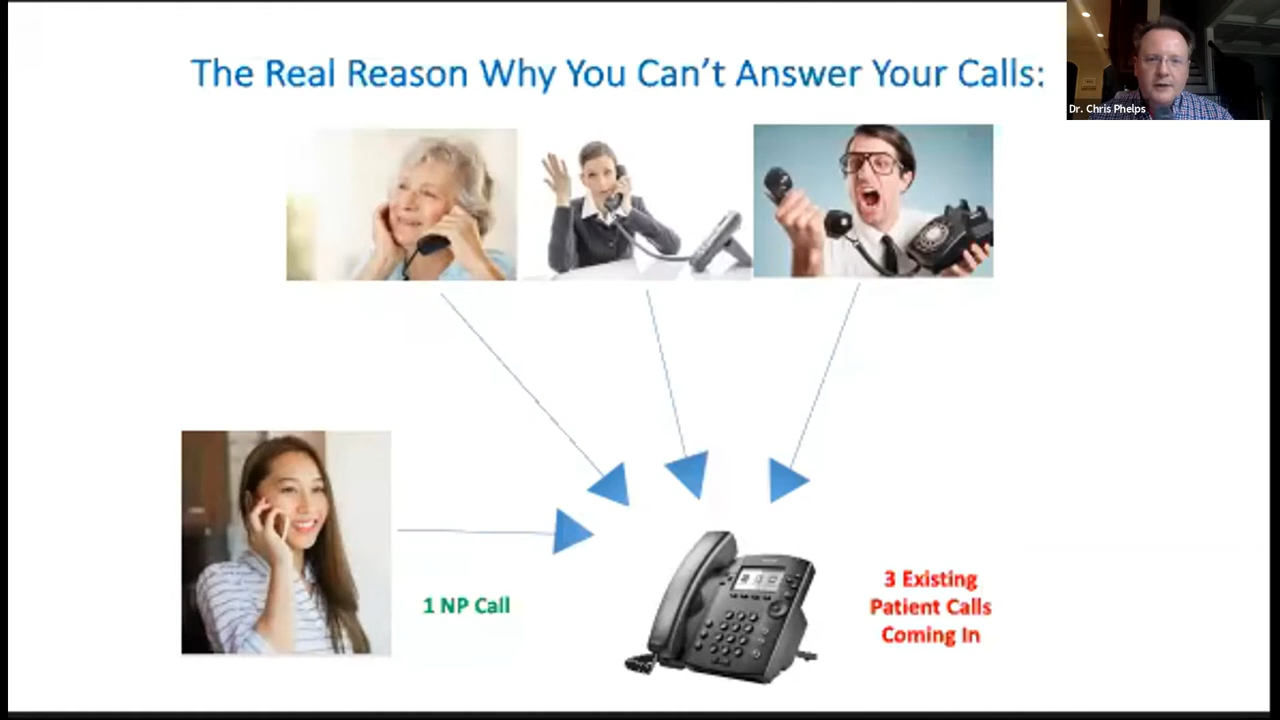 The Real Reason Why You Can't Answer Your Calls:
Dr. Chris Phelps
1 NP Call
3 Existing
Patient Calls
Coming In